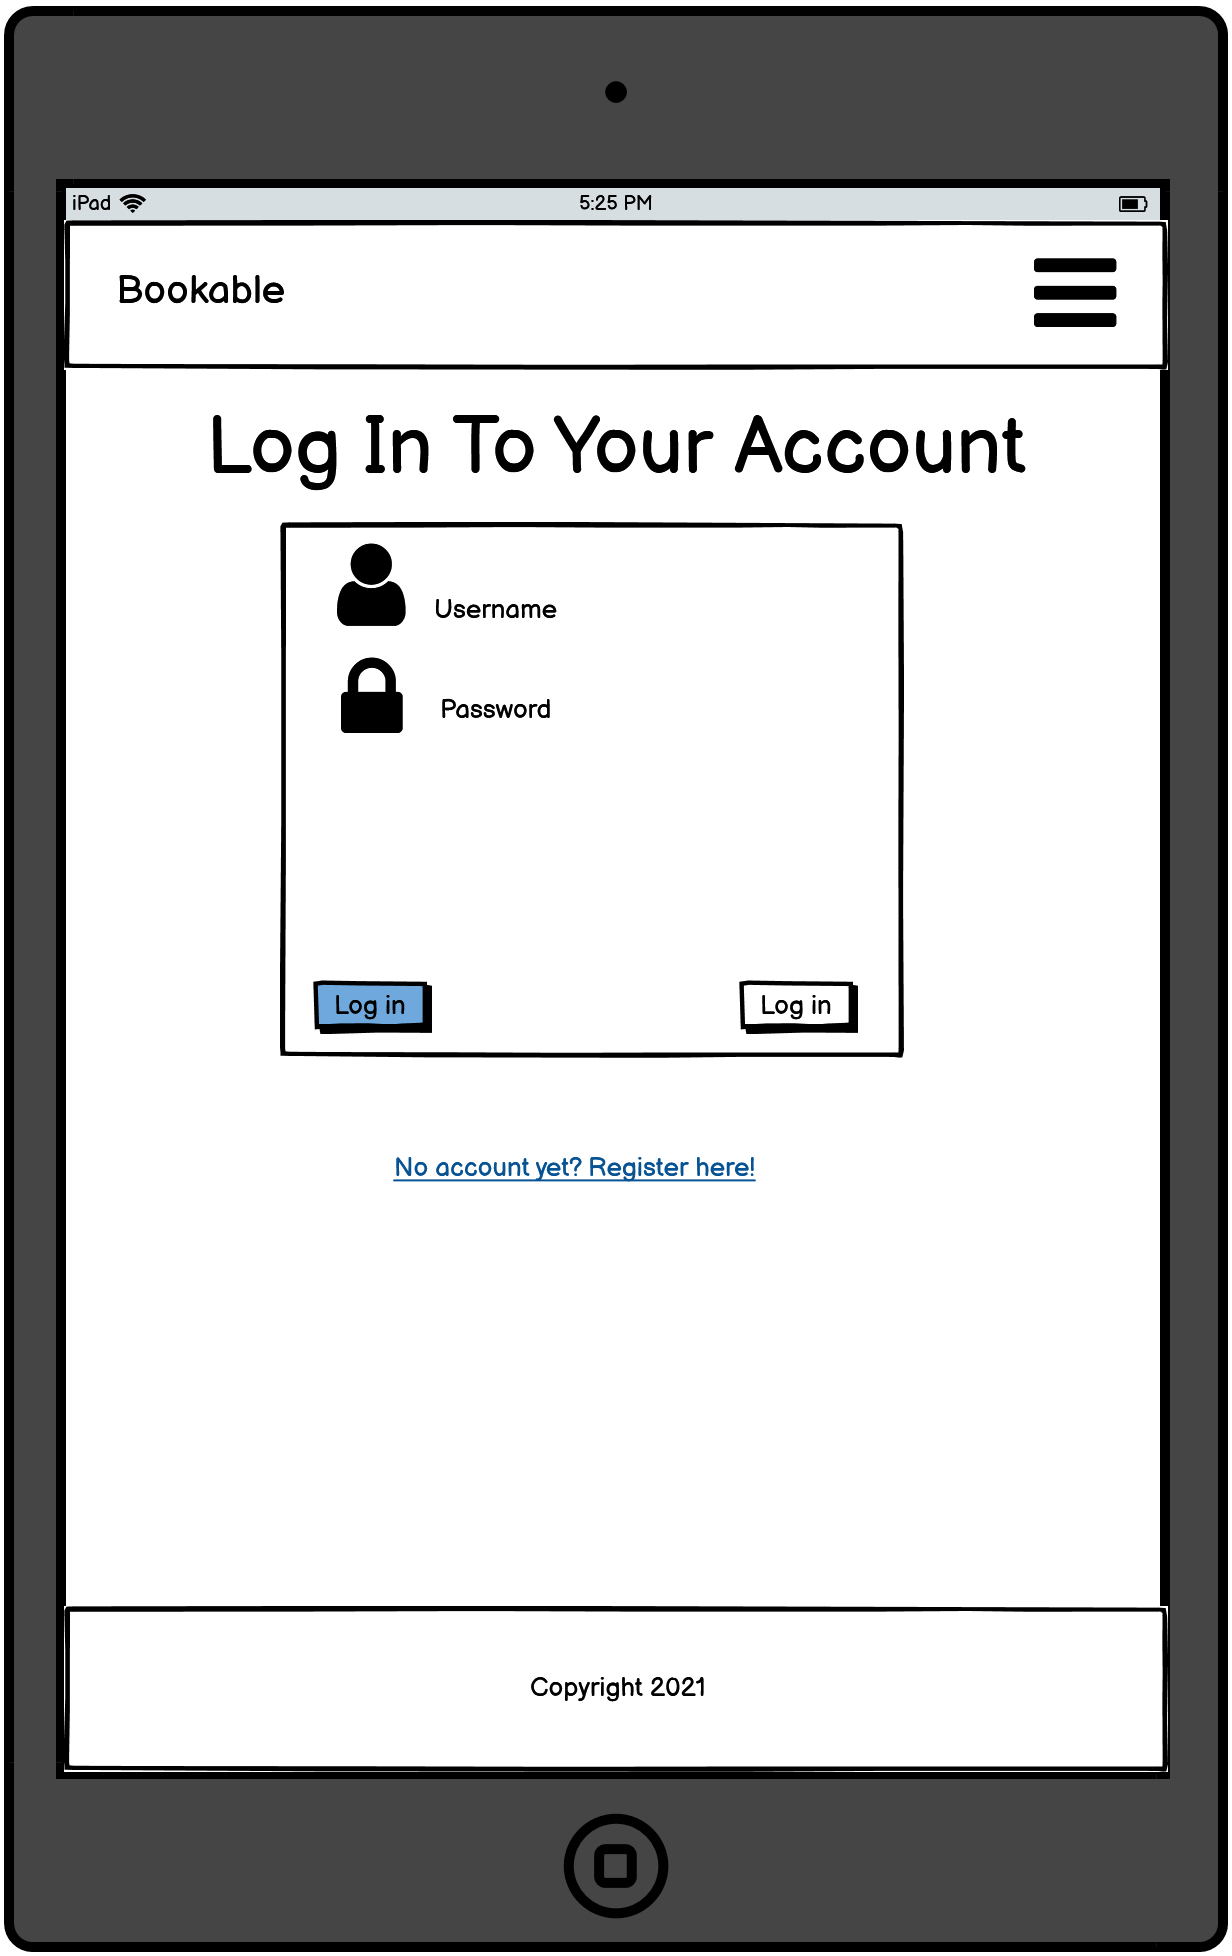 iPad 5:25 PM
Bookable
Log In To Your Account
Username
Password
Log in Log in
No account yet? Register here!
Copyright 2021